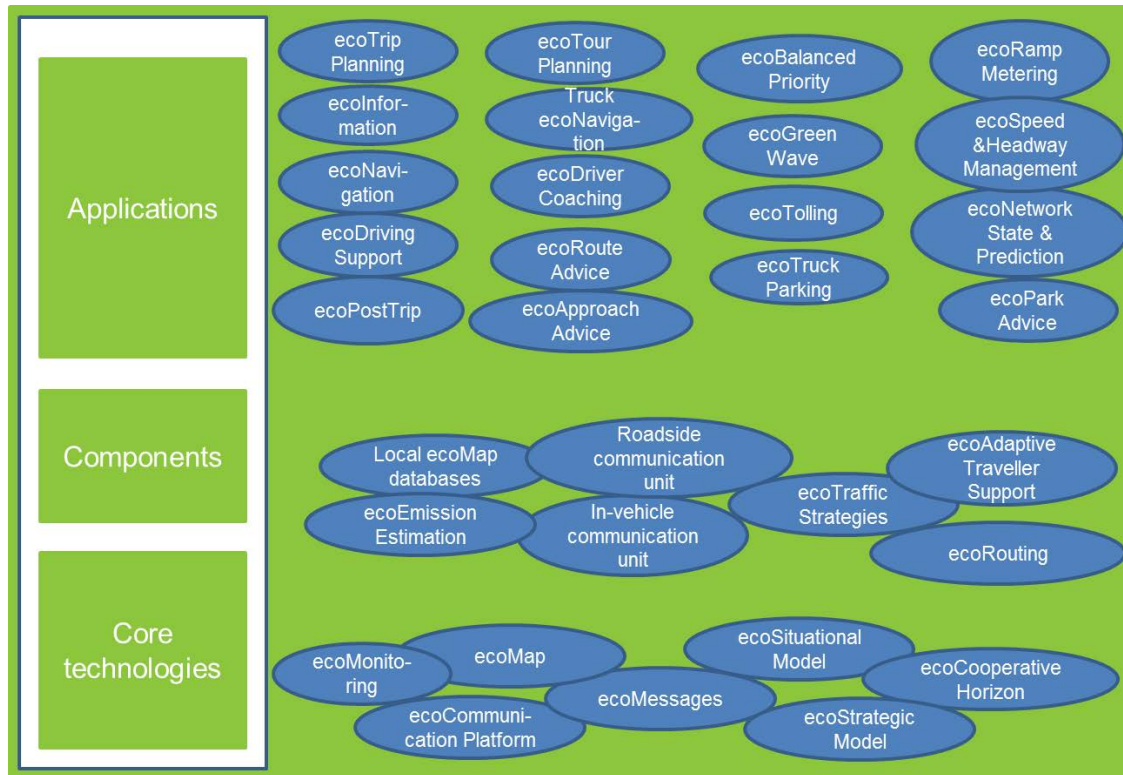 Applications
ecoTrip
Planning
ecoInfor-
mation
ecoNavi-
gation
ecoDriving
Support
ecoPostTrip
ecoTour
Planning
Truck
ecoNaviga-
tion
ecoDriver
Coaching
ecoRoute
Advice
ecoApproach
Advice
ecoBalanced
Priority
ecoGreen
Wave
ecoTolling
ecoTruck
Parking
ecoRamp
Metering
ecoSpeed
&Headway
Management
ecoNetwork
State &
Prediction
ecoPark
Advice
Components
Local ecoMap
databases
ecoEmission
Estimation
Roadside
communication
unit
In-vehicle
communication
unit
ecoTraffic
Strategies
ecoAdaptive
Traveller
Support
ecoRouting
Core
technologies
ecoMonito-
ring
ecoMap
ecoCommuni-
cation Platform
ecoMessages
ecoSituational
Model
ecoStrategic
Model
ecoCooperative
Horizon